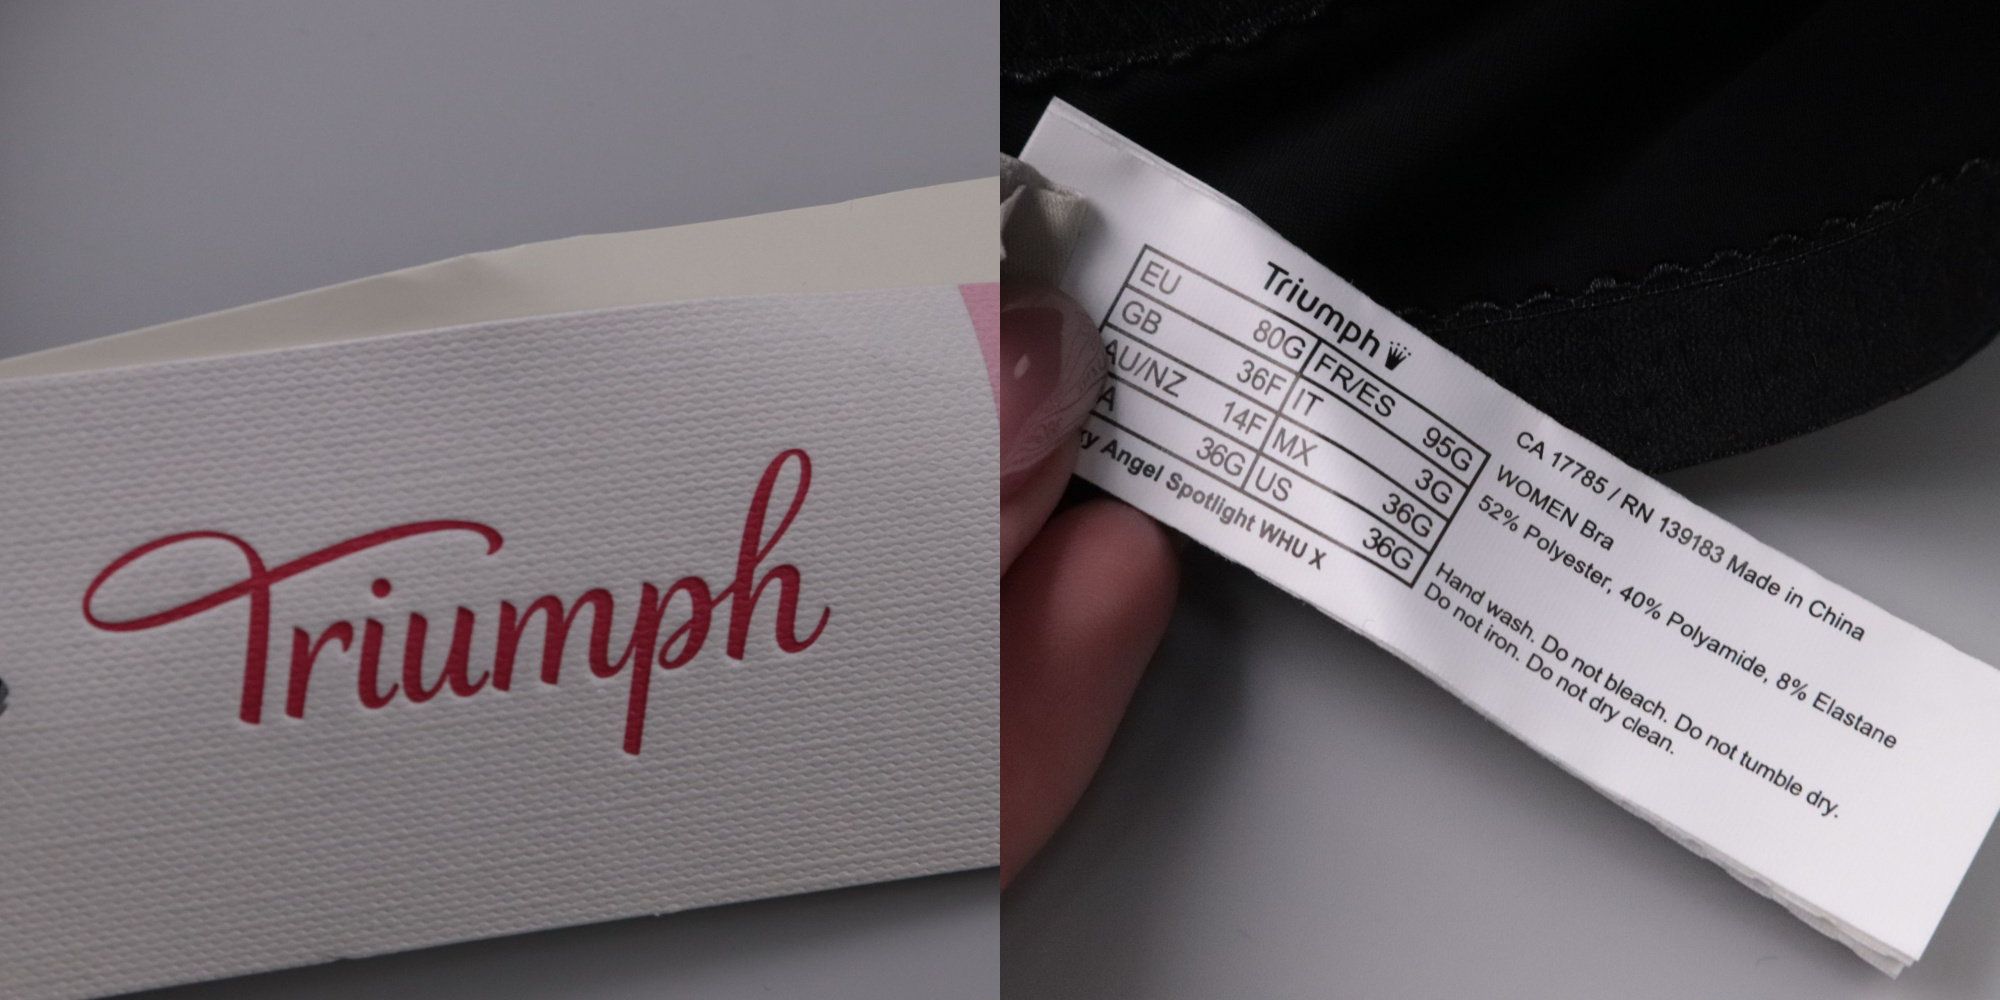 Triumph
Triumph
EU 80G FR/ES 95G
GB 36F IT 3G
AU/NZ 14F MX 36G
36G US 36G
Angel Spotlight WHU X
CA 17785 / RN 139183 Made in China
WOMEN Bra
52% Polyester, 40% Polyamide, 8% Elastane
Hand wash. Do not bleach. Do not tumble dry.
Do not iron. Do not dry clean.